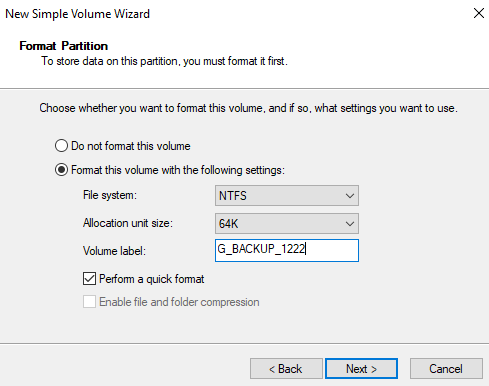 New Simple Volume Wizard
Format Partition
To store data on this partition, you must format it first.
Choose whether you want to format this volume, and if so, what settings you want to use.
Do not format this volume
Format this volume with the following settings:
File system: NTFS
Allocation unit size: 64K
Volume label: G_BACKUP_1222
Perform a quick format
Enable file and folder compression
< Back Next > Cancel